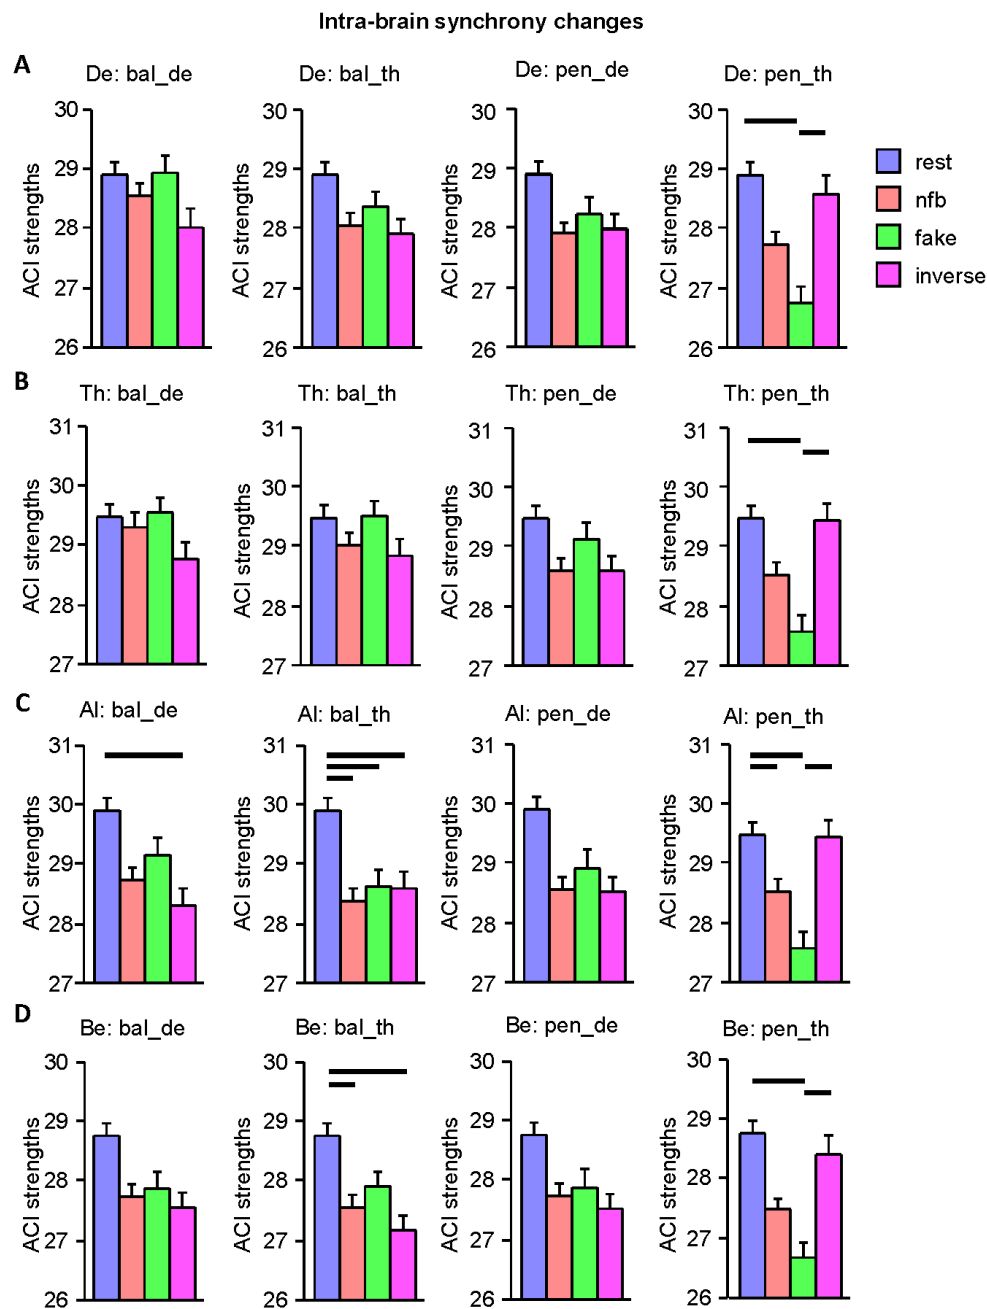 Intra-brain synchrony changes
A
De: bal_de
De: bal_th
De: pen_de
De: pen_th
30
29
28
27
26
ACI strengths
30
29
28
27
26
ACI strengths
30
29
28
27
26
ACI strengths
30
29
28
27
26
ACI strengths
rest
nfb
fake
inverse
B
Th: bal_de
Th: bal_th
Th: pen_de
Th: pen_th
31
30
29
28
27
ACI strengths
31
30
29
28
27
ACI strengths
31
30
29
28
27
ACI strengths
31
30
29
28
27
ACI strengths
C
Al: bal_de
Al: bal_th
Al: pen_de
Al: pen_th
31
30
29
28
27
ACI strengths
31
30
29
28
27
ACI strengths
31
30
29
28
27
ACI strengths
31
30
29
28
27
ACI strengths
D
Be: bal_de
Be: bal_th
Be: pen_de
Be: pen_th
30
29
28
27
26
ACI strengths
30
29
28
27
26
ACI strengths
30
29
28
27
26
ACI strengths
30
29
28
27
26
ACI strengths